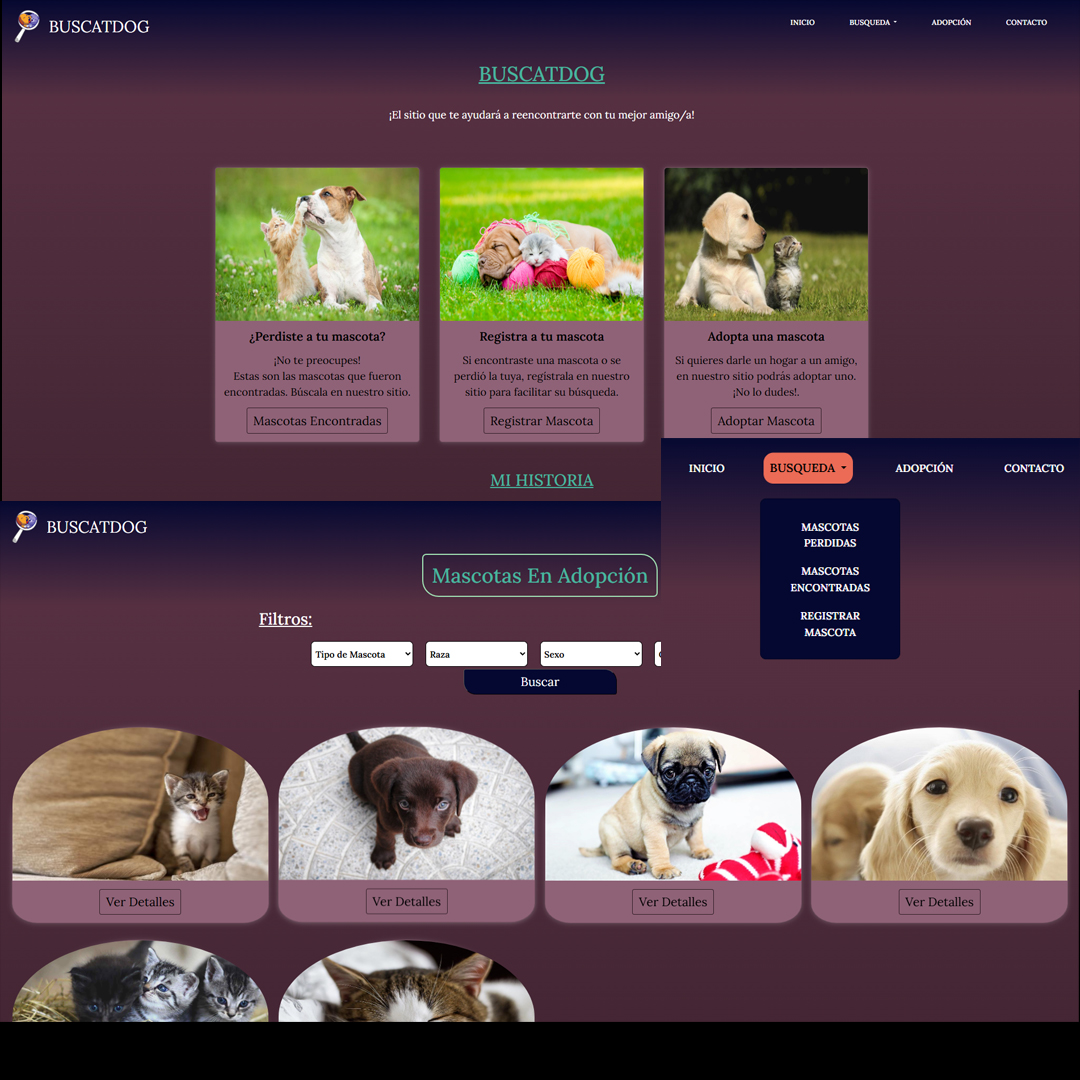 BUSCATDOG
INICIO
BUSQUEDA
ADOPCIÓN
CONTACTO
BUSCATDOG
¡El sitio que te ayudará a reencontrarte con tu mejor amigo/a!
¿Perdiste a tu mascota?
¡No te preocupes!
Estas son las mascotas que fueron
encontradas. Búscala en nuestro sitio.
Mascotas Encontradas
Registra a tu mascota
Si encontraste una mascota o se
perdió la tuya, registrala en nuestro
sitio para facilitar su búsqueda.
Registrar Mascota
Adopta una mascota
Si quieres darle un hogar a un amigo,
en nuestro sitio podrás adoptar uno.
¡No lo dudes!.
Adoptar Mascota
MI HISTORIA
INICIO
BUSQUEDA
ADOPCIÓN
CONTACTO
MASCOTAS
PERDIDAS
MASCOTAS
ENCONTRADAS
REGISTRAR
MASCOTA
BUSCATDOG
Mascotas En Adopción
Filtros:
Tipo de Mascota
Raza
Sexo
Buscar
Ver Detalles
Ver Detalles
Ver Detalles
Ver Detalles